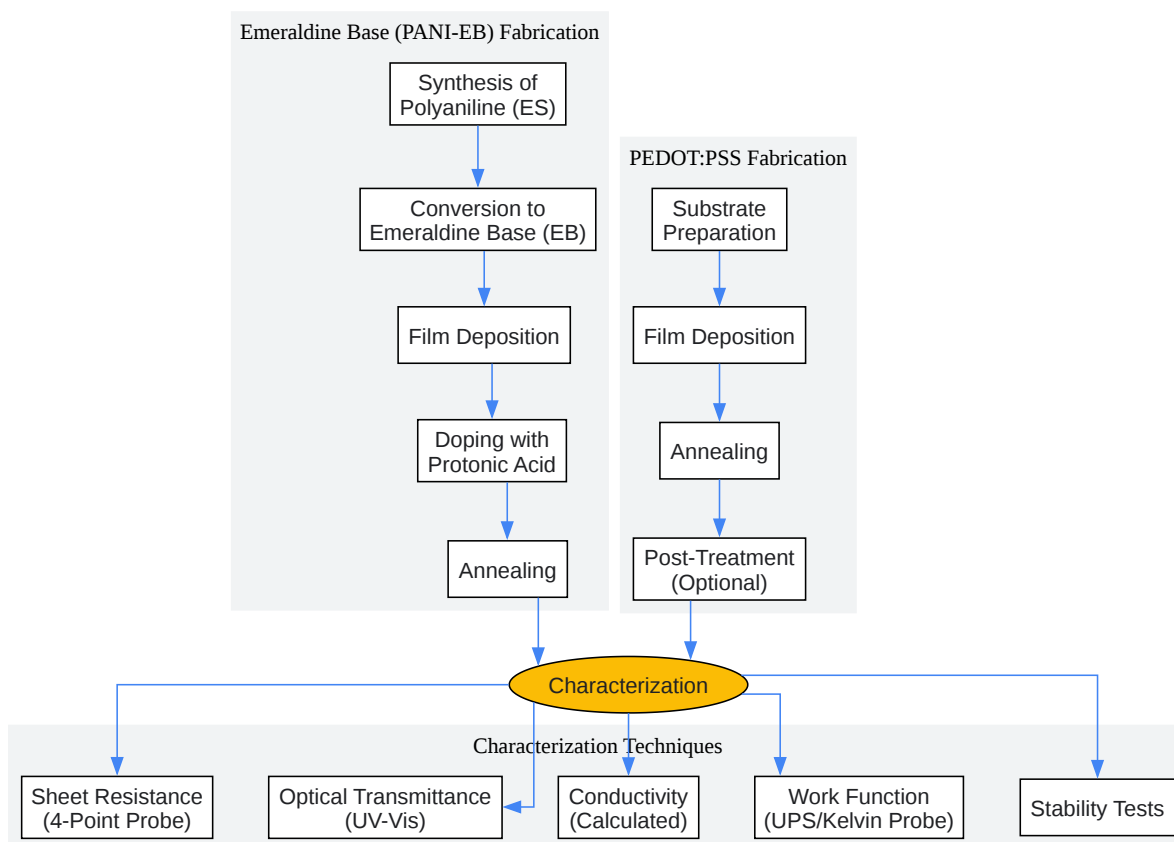 Emeraldine Base (PANI-EB) Fabrication
Synthesis of
Polyaniline (ES)
Conversion to
Emeraldine Base (EB)
Film Deposition
Doping with
Protonic Acid
Annealing
PEDOT:PSS Fabrication
Substrate
Preparation
Film Deposition
Annealing
Post-Treatment
(Optional)
Characterization
Characterization Techniques
Sheet Resistance
(4-Point Probe)
Optical Transmittance
(UV-Vis)
Conductivity
(Calculated)
Work Function
(UPS/Kelvin Probe)
Stability Tests